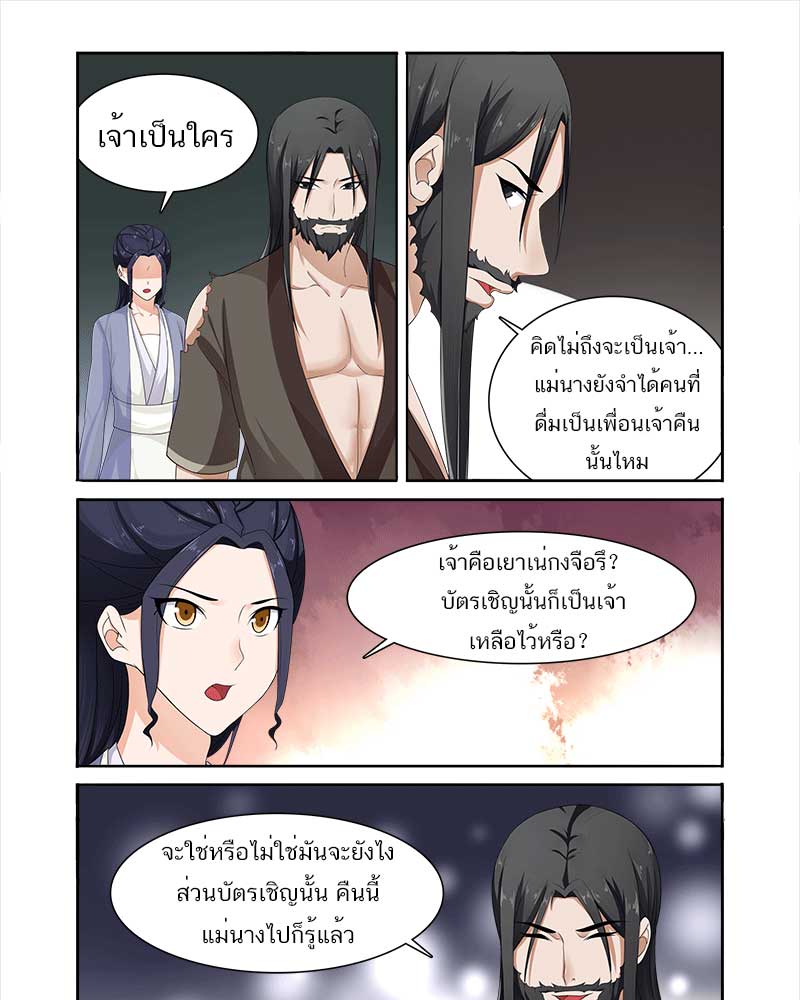 เจ้าเป็นใคร
คิดไม่ถึงจะเป็นเจ้า...
แม่นางยังจำได้คนที่
ดื่มเป็นเพื่อนเจ้าคืน
นั้นไหม
เจ้าคือเยาเน่กงจือรึ?
บัตรเชิญนั้นก็เป็นเจ้า
เหลือไว้หรือ?
จะใช่หรือไม่ใช่มันจะยังไง
ส่วนบัตรเชิญนั้น คืนนี้
แม่นางไปก็รู้แล้ว